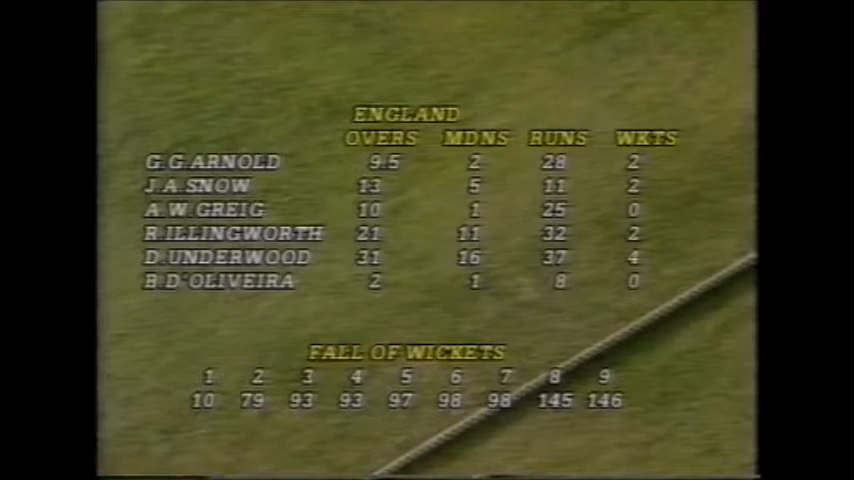 ENGLAND
OVERS MDNS RUNS WKTS
G.G.ARNOLD 9.5 2 28 2
J.A.SNOW 13 5 11 2
A.W.GREIG 10 1 25 0
R.ILLINGWORTH 21 11 32 2
D.UNDERWOOD 31 16 37 4
B.D'OLIVEIRA 2 1 8 0
FALL OF WICKETS
1 2 3 4 5 6 7 8 9
10 79 93 93 97 98 98 145 146